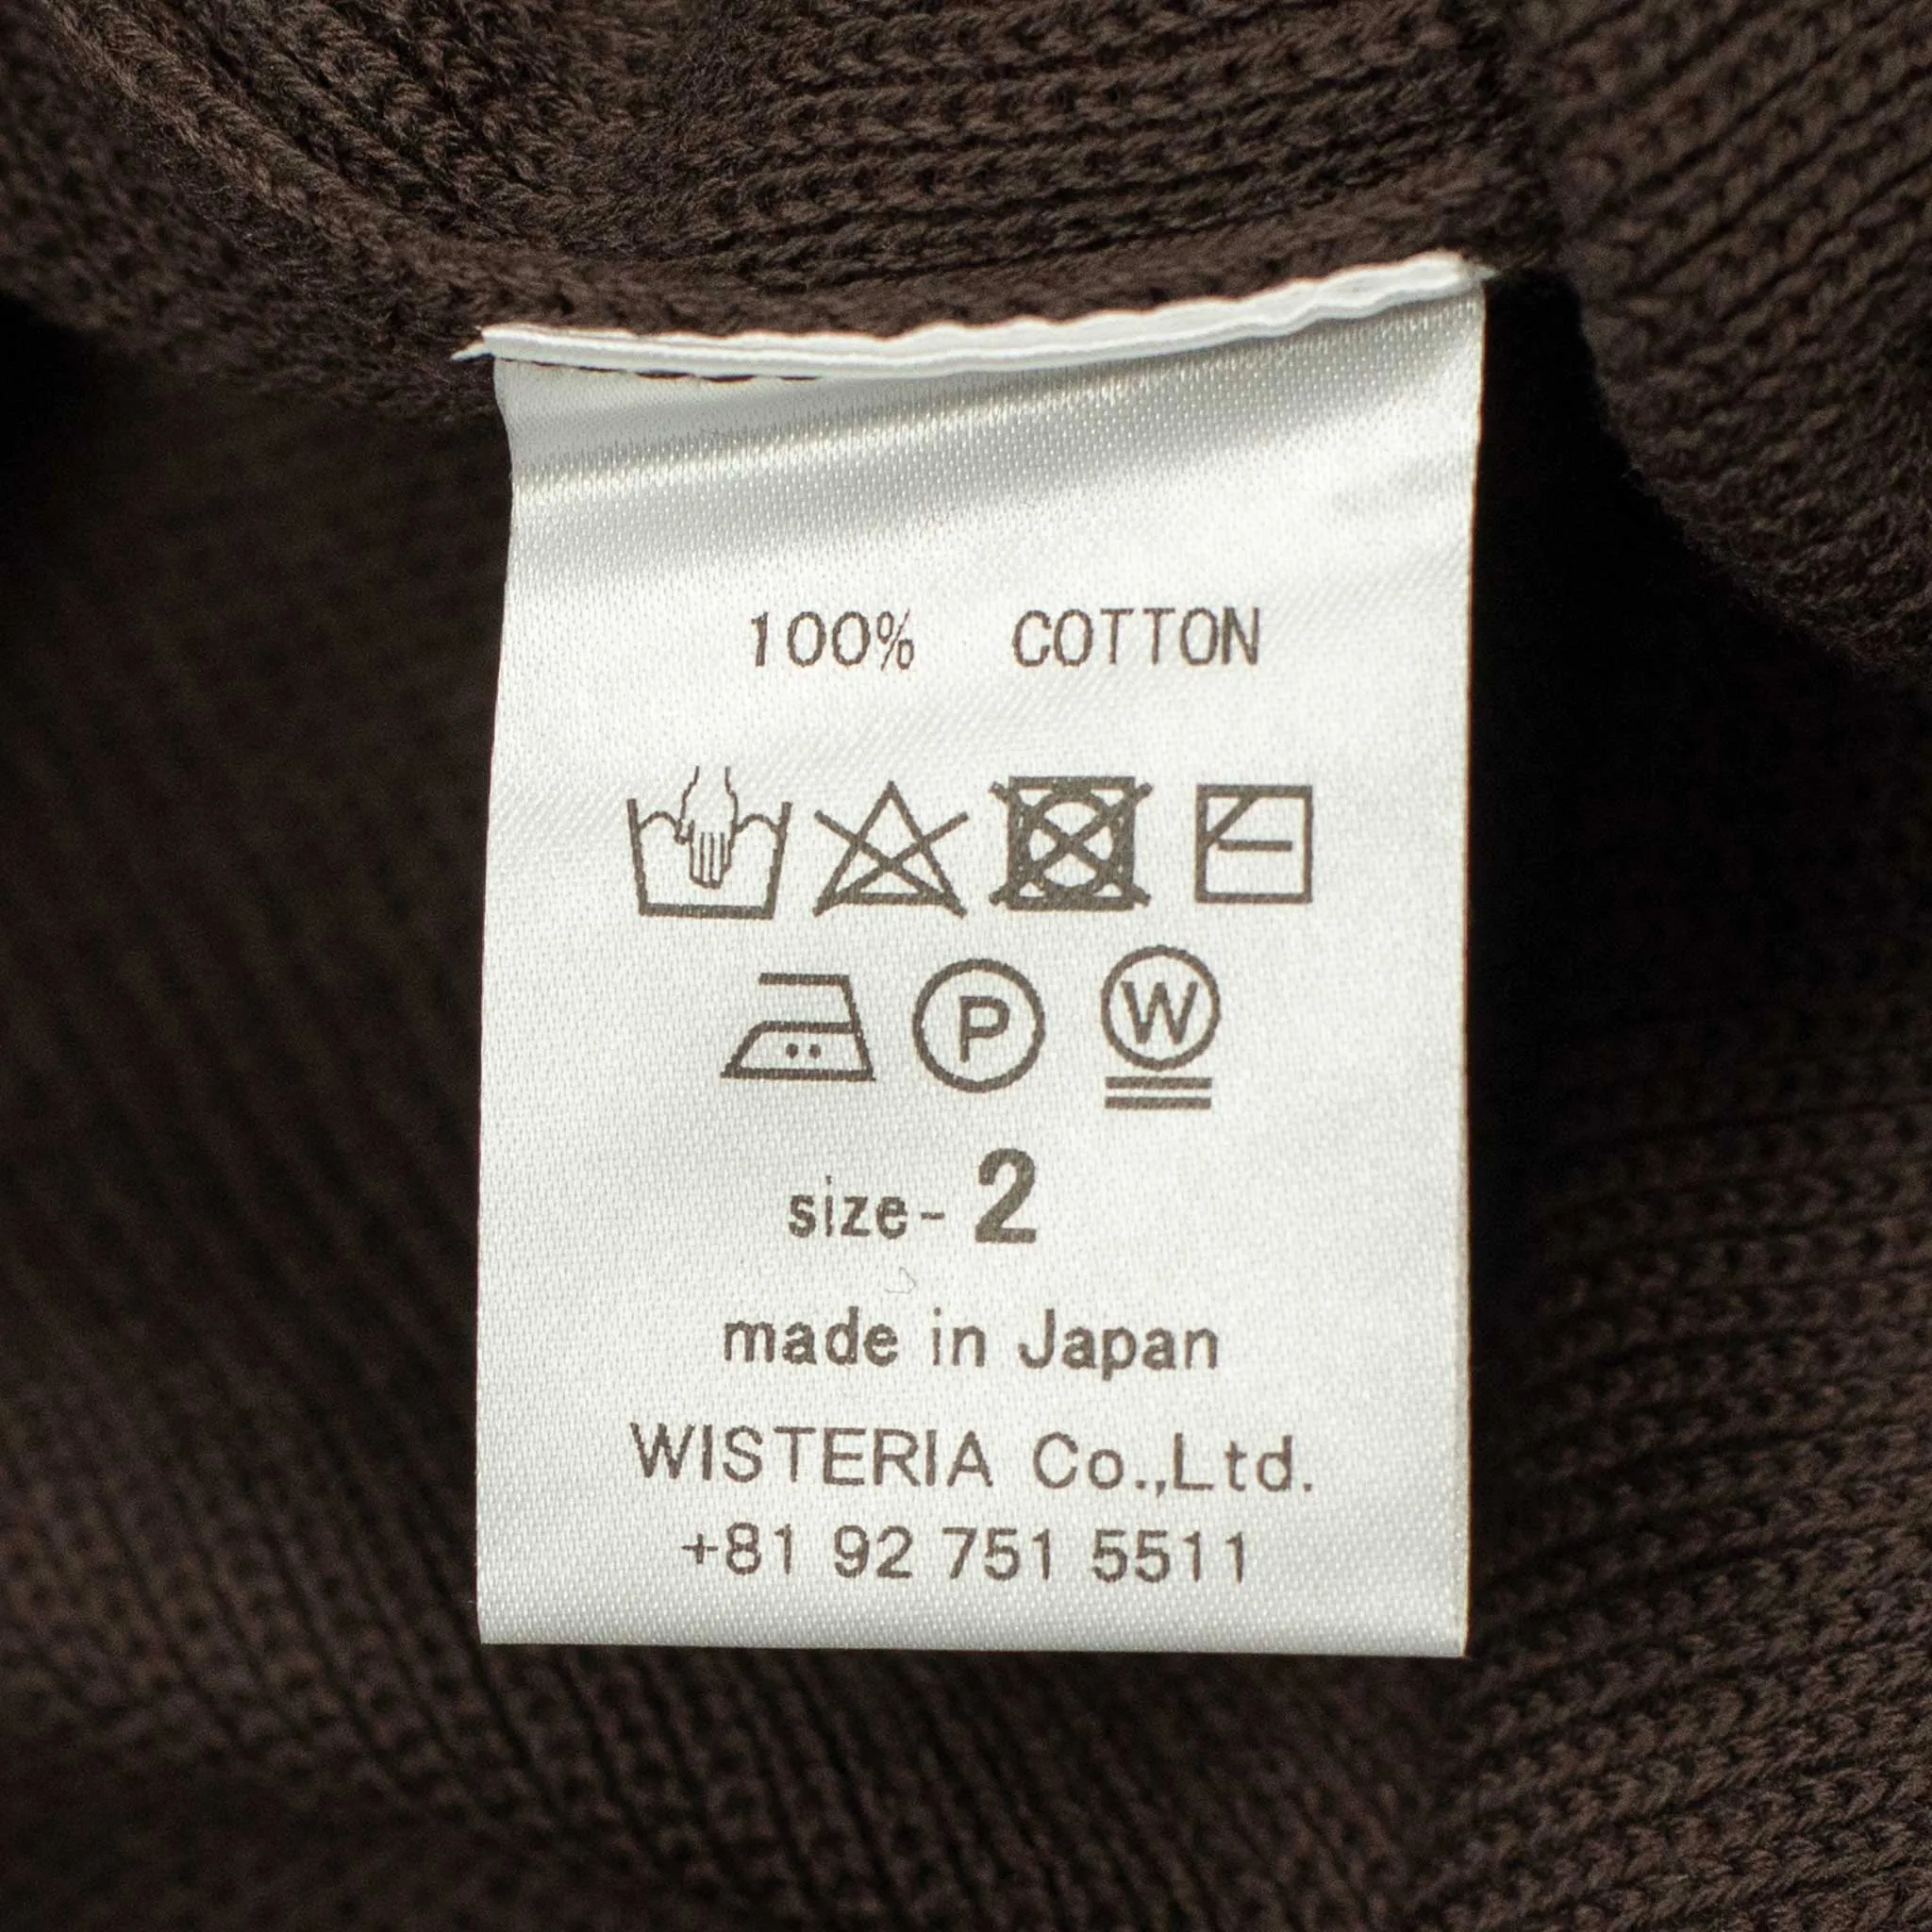 100% COTTON
P W
size-2
made in Japan
WISTERIA Co.,Ltd.
+81 92 751 5511